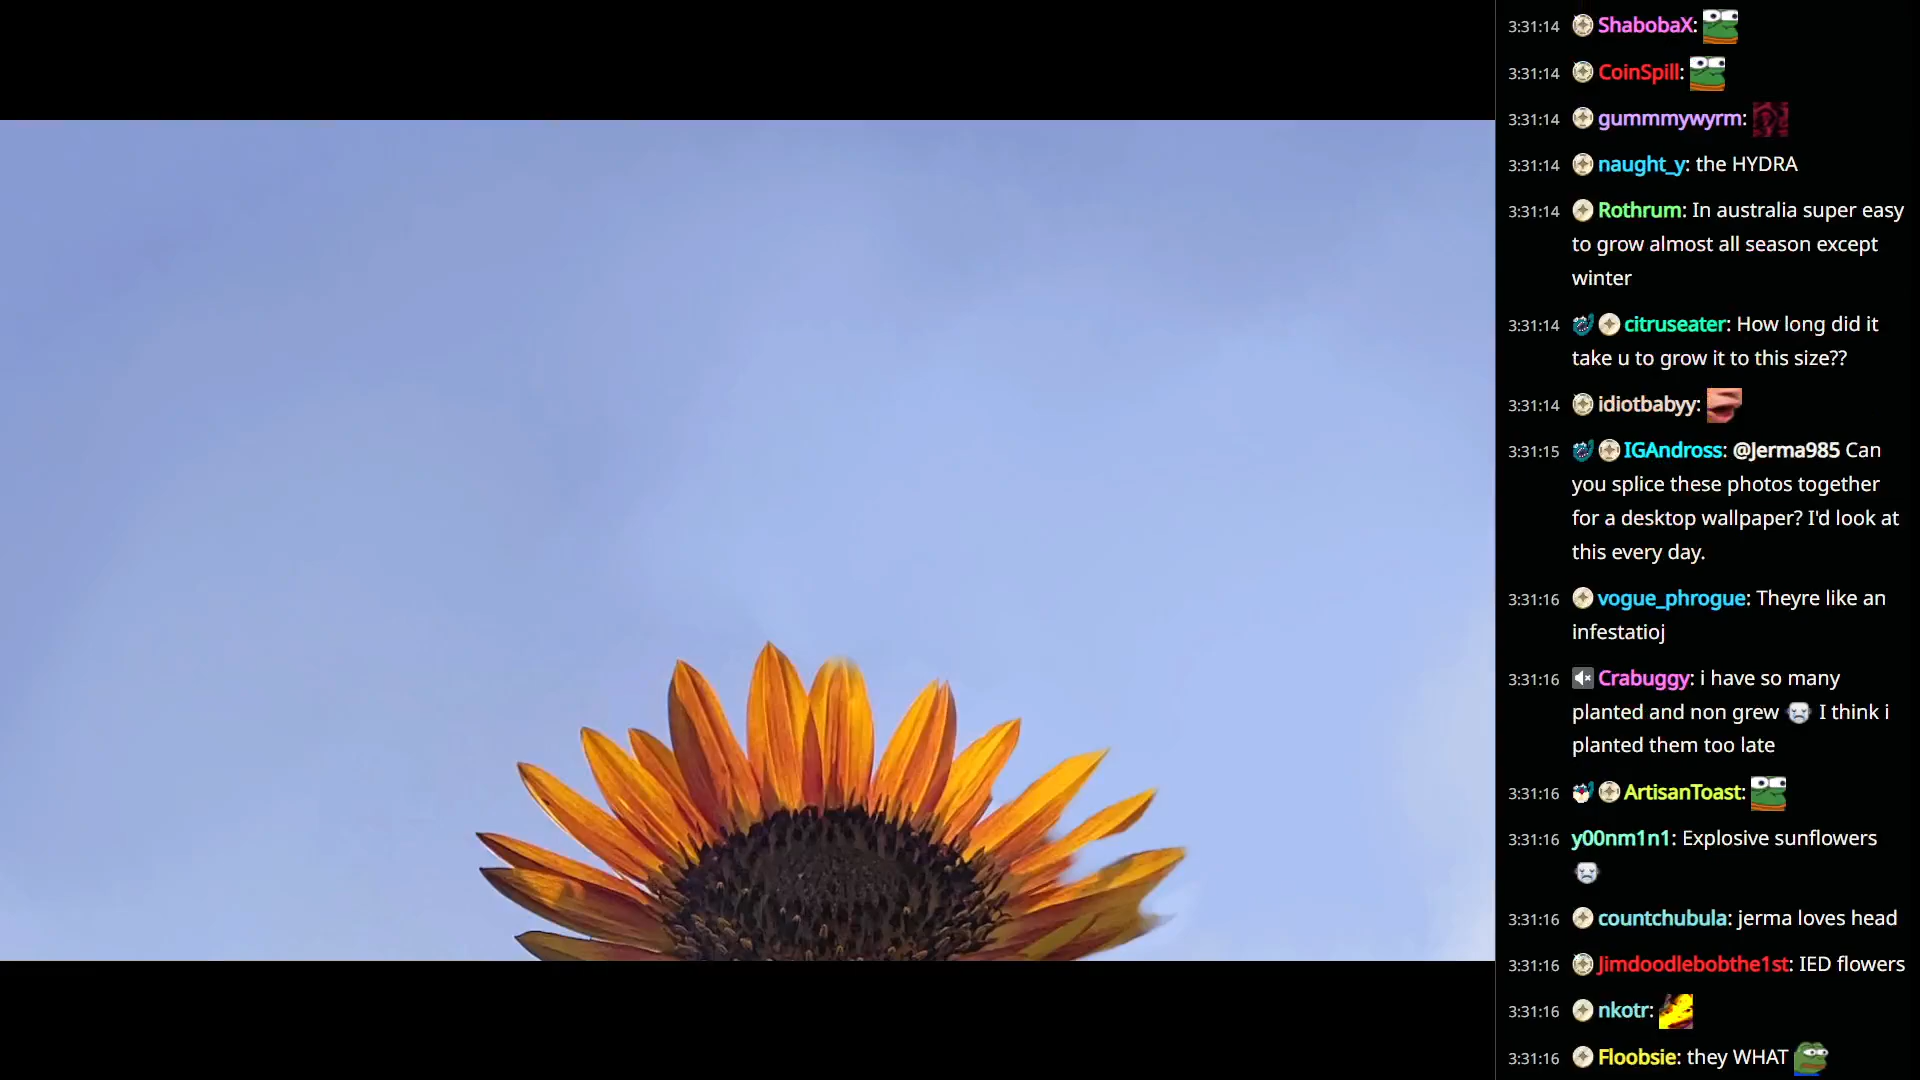 3:31:14 ShabobaX:
3:31:14 CoinSpill:
3:31:14 gummmywyrm:
3:31:14 naught_y: the HYDRA
3:31:14 Rothrum: In australia super easy
to grow almost all season except
winter
3:31:14 citruseater: How long did it
take u to grow it to this size??
3:31:14 idiotbabyy:
3:31:15 IGAndross: @Jerma985 Can
you splice these photos together
for a desktop wallpaper? I'd look at
this every day.
3:31:16 vogue_phrogue: Theyre like an
infestatioj
3:31:16 Crabuggy: i have so many
planted and non grew I think i
planted them too late
3:31:16 ArtisanToast:
3:31:16 y00nm1n1: Explosive sunflowers
3:31:16 countchubula: jerma loves head
3:31:16 Jimdoodlebobthe1st: IED flowers
3:31:16 nkotr:
3:31:16 Floobsie: they WHAT